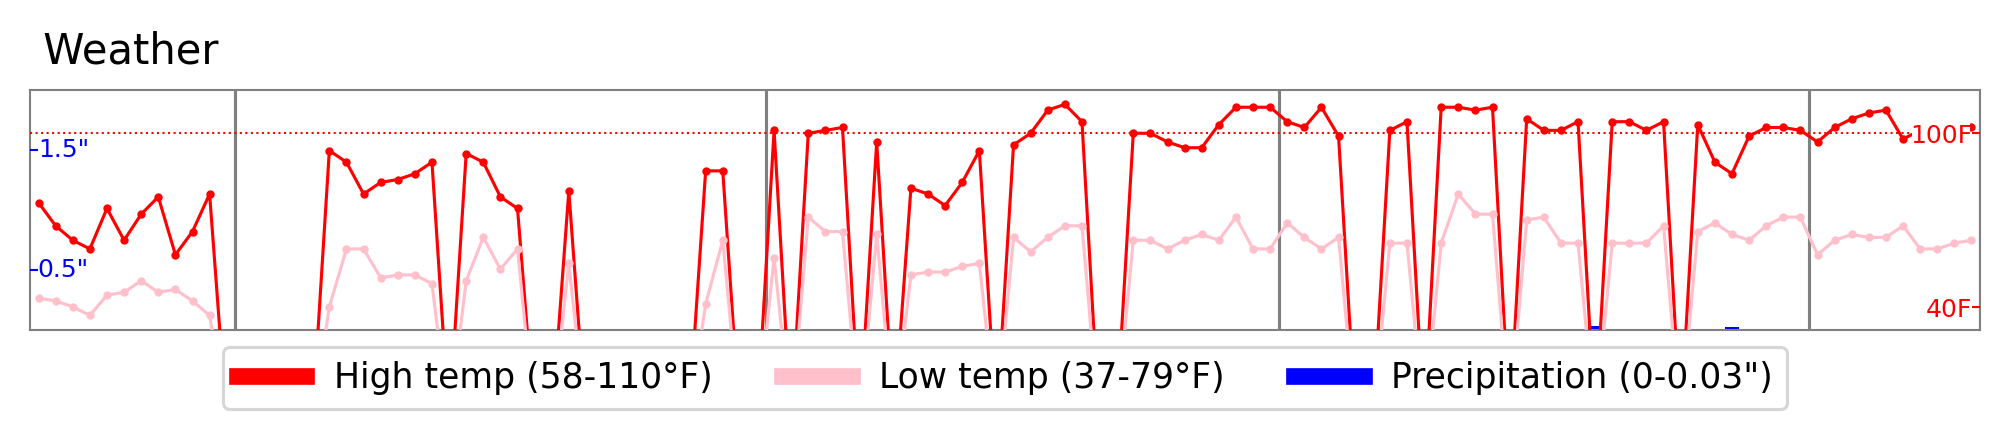 Weather
1.5"
100F
0.5"
40F
High temp (58-110°F) Low temp (37-79°F) Precipitation (0-0.03")